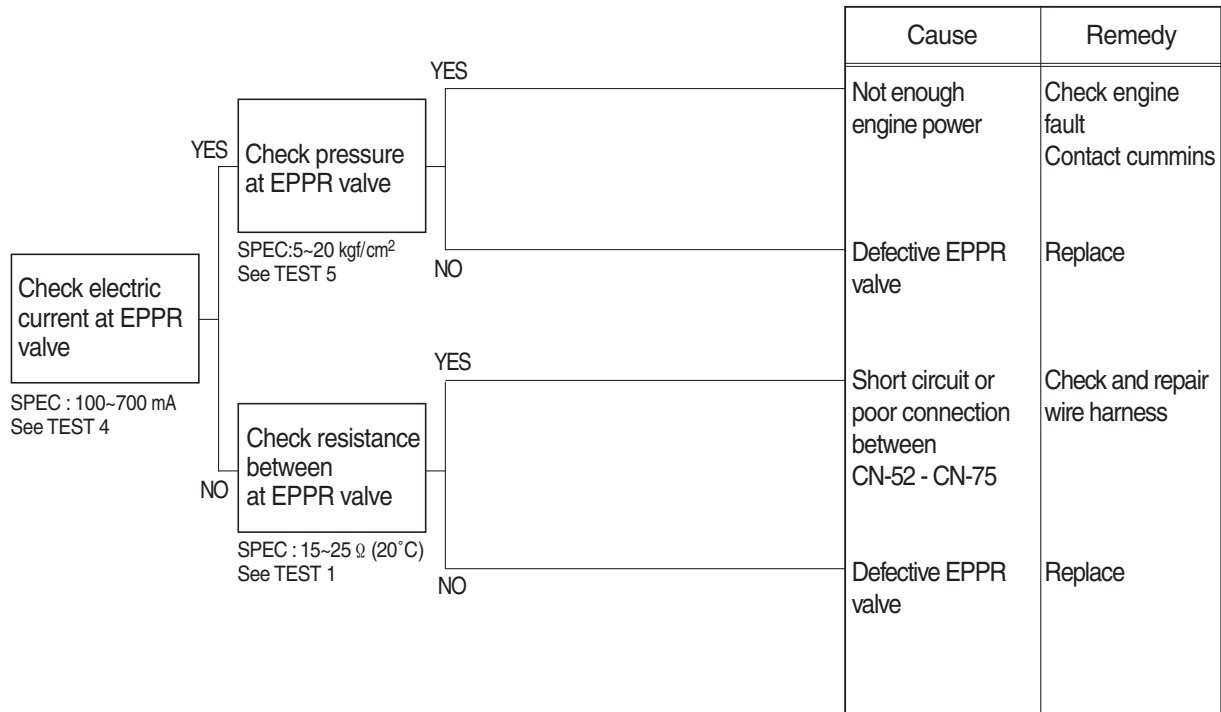 Cause
Remedy
YES
Not enough
engine power
Check engine
fault
Contact cummins
YES
Check pressure
at EPPR valve
SPEC:5~20 kgf/cm²
See TEST 5
NO
Defective EPPR
valve
Replace
Check electric
current at EPPR
valve
SPEC : 100~700 mA
See TEST 4
YES
Short circuit or
poor connection
between
CN-52 - CN-75
Check and repair
wire harness
NO
Check resistance
between
at EPPR valve
SPEC : 15~25 Ω (20˚C)
See TEST 1
NO
Defective EPPR
valve
Replace